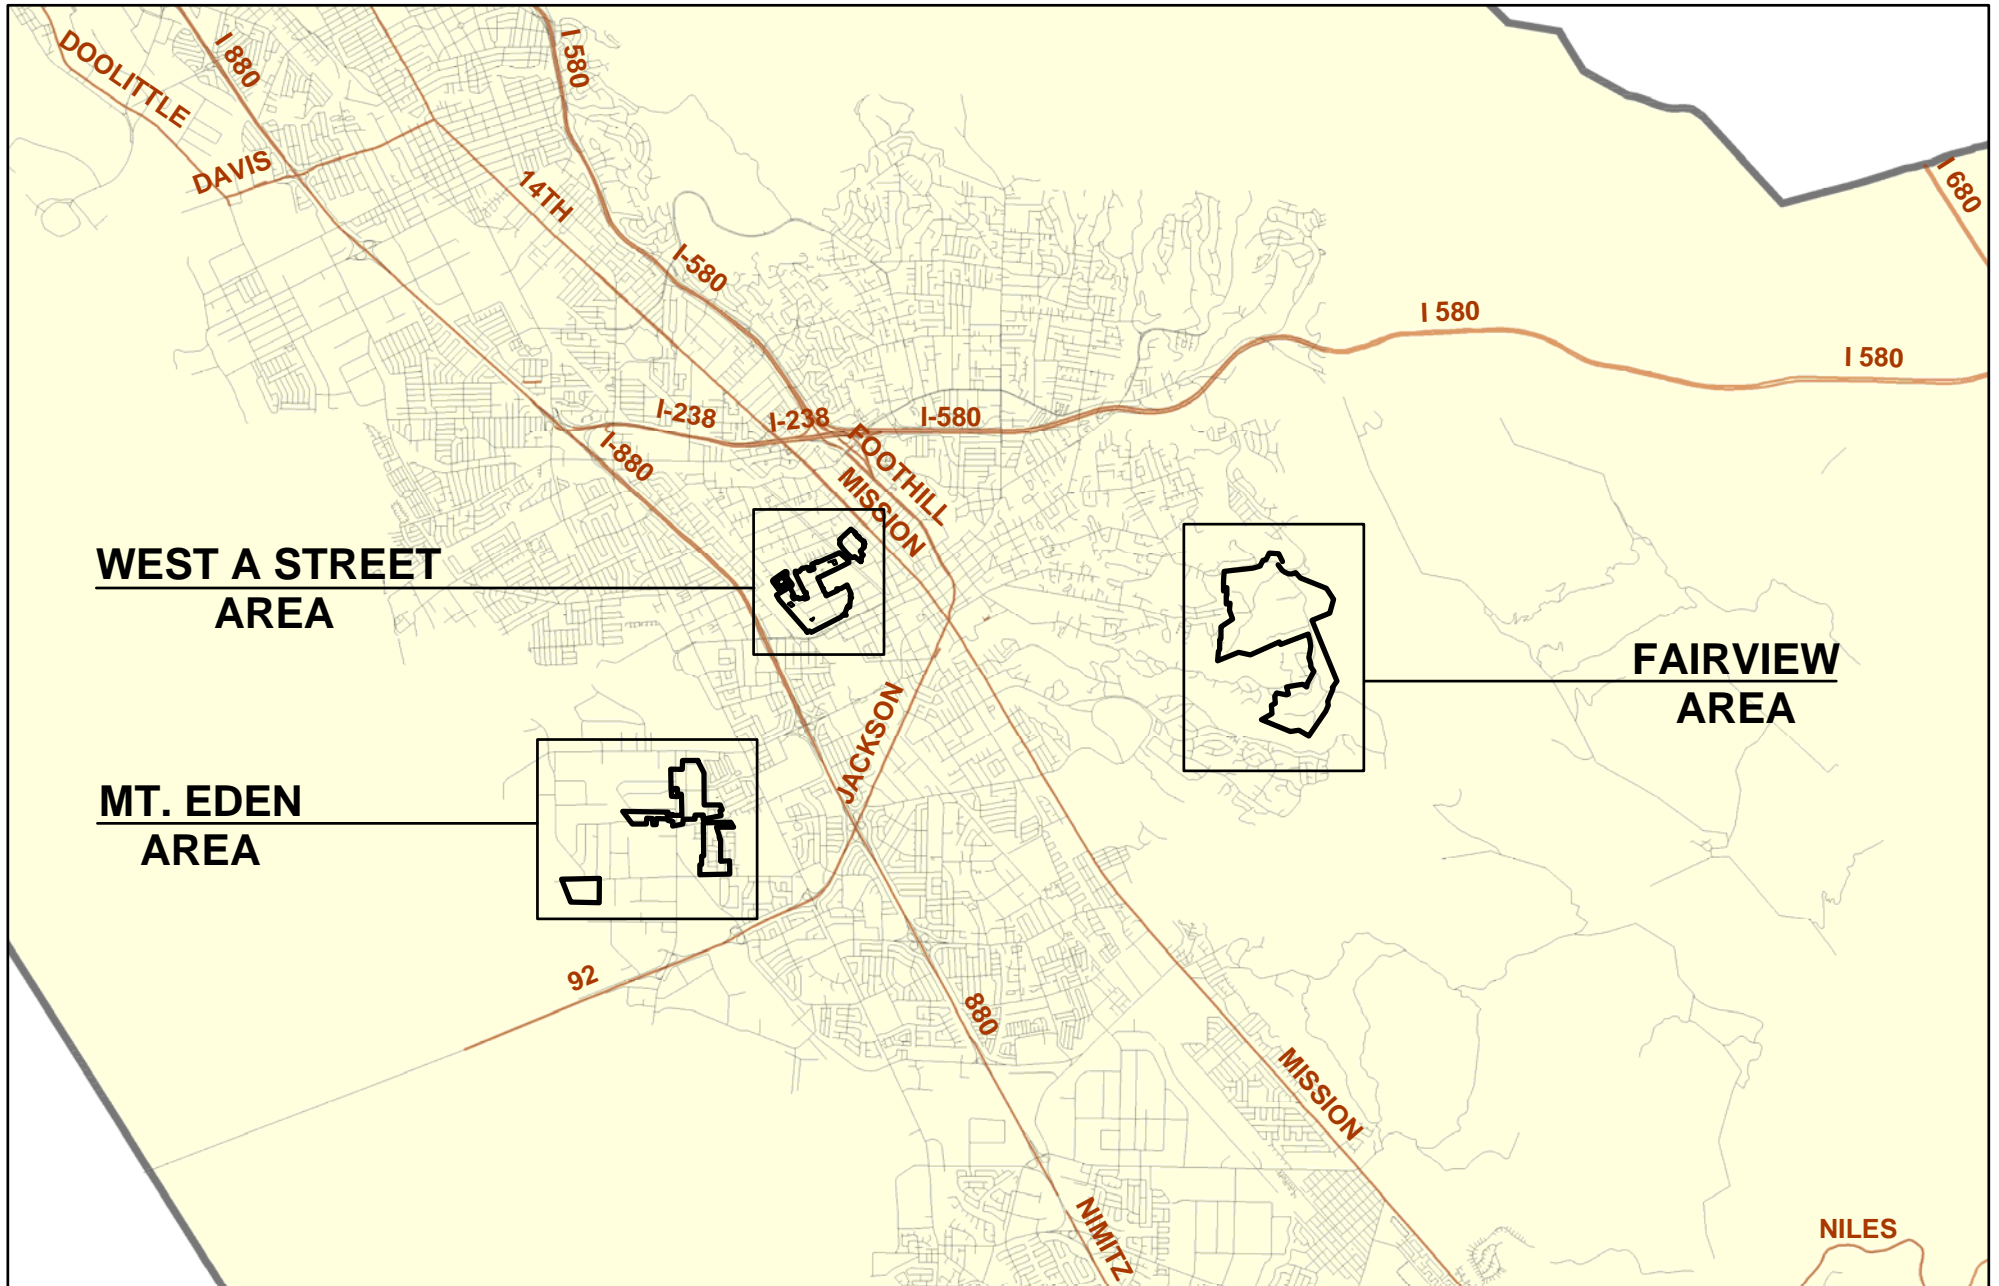 DOOLITTLE
I 880
I 580
DAVIS
14TH
I 680
I-580
I 580
I 580
I-238
I-238
I-580
FOOTHILL
I-880
MISSION
WEST A STREET
AREA
FAIRVIEW
AREA
JACKSON
MT. EDEN
AREA
92
880
MISSION
NIMITZ
NILES